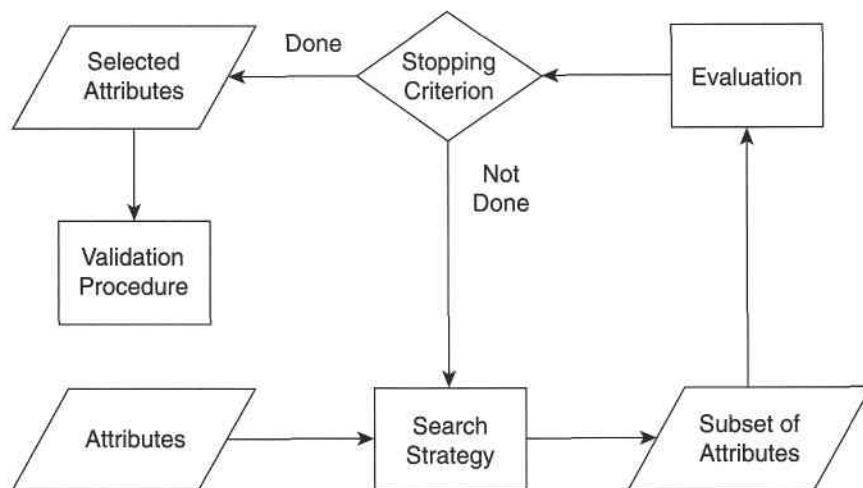 Done
Selected
Attributes
Stopping
Criterion
Evaluation
Not
Done
Validation
Procedure
Attributes
Search
Strategy
Subset of
Attributes